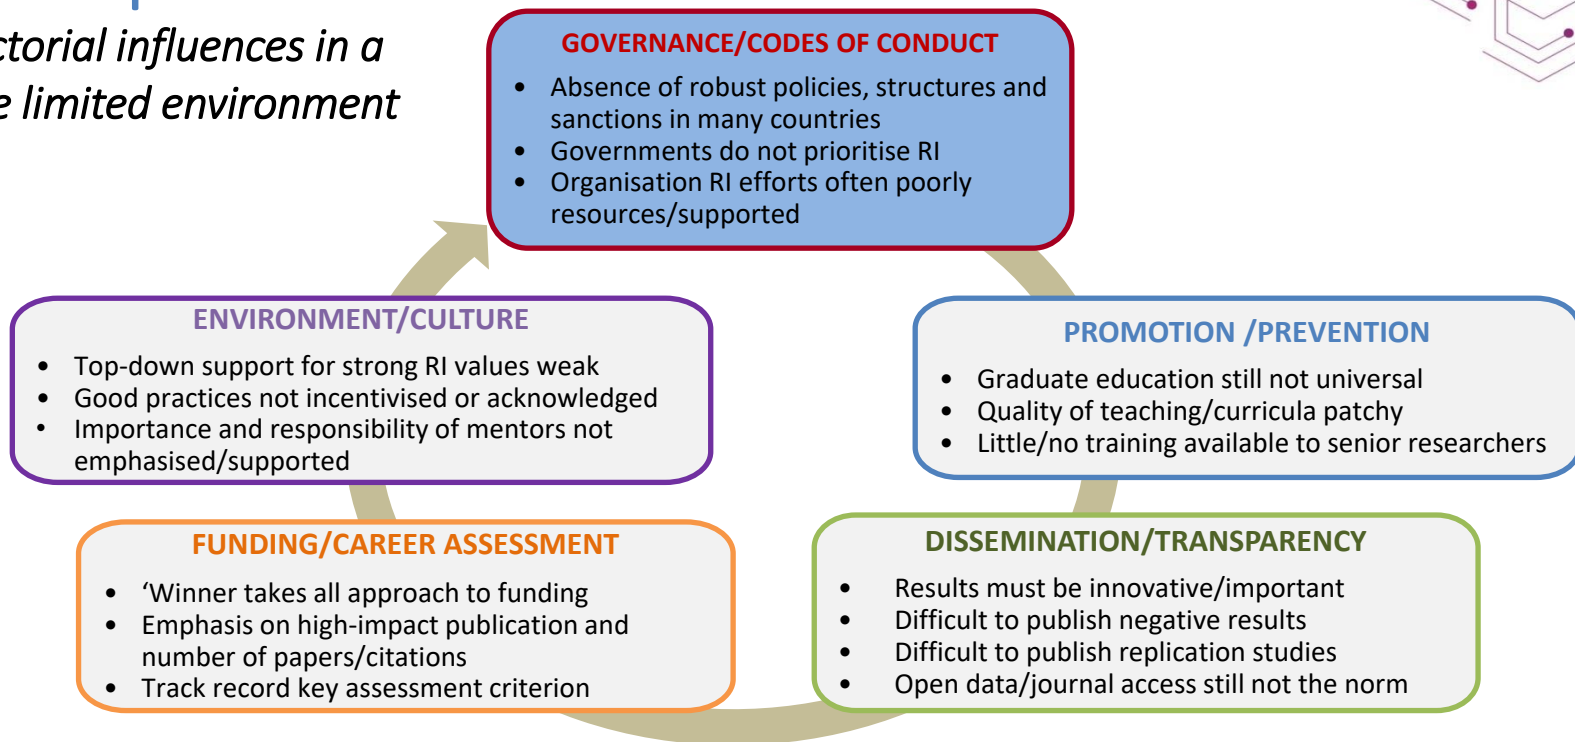 ctorial influences in a
e limited environment
GOVERNANCE/CODES OF CONDUCT
• Absence of robust policies, structures and
sanctions in many countries
• Governments do not prioritise RI
• Organisation RI efforts often poorly
resources/supported
ENVIRONMENT/CULTURE
• Top-down support for strong RI values weak
• Good practices not incentivised or acknowledged
• Importance and responsibility of mentors not
emphasised/supported
PROMOTION /PREVENTION
• Graduate education still not universal
• Quality of teaching/curricula patchy
• Little/no training available to senior researchers
FUNDING/CAREER ASSESSMENT
• ‘Winner takes all approach to funding
• Emphasis on high-impact publication and
number of papers/citations
• Track record key assessment criterion
DISSEMINATION/TRANSPARENCY
• Results must be innovative/important
• Difficult to publish negative results
• Difficult to publish replication studies
• Open data/journal access still not the norm